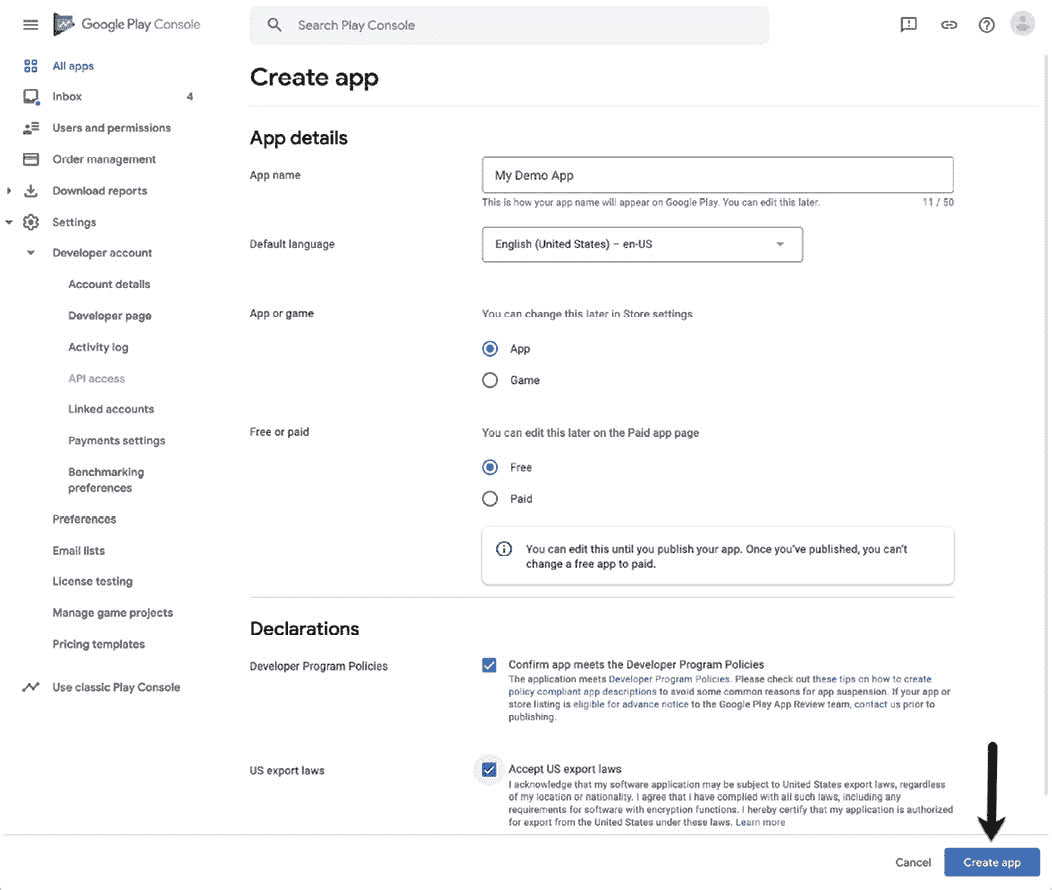 Google Play Console
Search Play Console
All apps
Inbox 4
Users and permissions
Order management
Download reports
Settings
Developer account
Account details
Developer page
Activity log
API access
Linked accounts
Payments settings
Benchmarking
preferences
Preferences
Email lists
License testing
Manage game projects
Pricing templates
Use classic Play Console
Create app
App details
App name
My Demo App
This is how your app name will appear on Google Play. You can edit this later. 11 / 50
Default language
English (United States) – en-US
App or game
You can change this later in Store settings
App
Game
Free or paid
You can edit this later on the Paid app page
Free
Paid
You can edit this until you publish your app. Once you've published, you can't
change a free app to paid.
Declarations
Developer Program Policies
Confirm app meets the Developer Program Policies
The application meets Developer Program Policies. Please check out these tips on how to create
policy compliant app descriptions to avoid some common reasons for app suspension. If your app or
store listing is eligible for advance notice to the Google Play App Review team, contact us prior to
publishing.
US export laws
Accept US export laws
I acknowledge that my software application may be subject to United States export laws, regardless
of my location or nationality. I agree that i have complied with all such laws, including any
requirements for software with encryption functions. I hereby certify that my application is authorized
for export from the United States under these laws. Learn more
Cancel
Create app